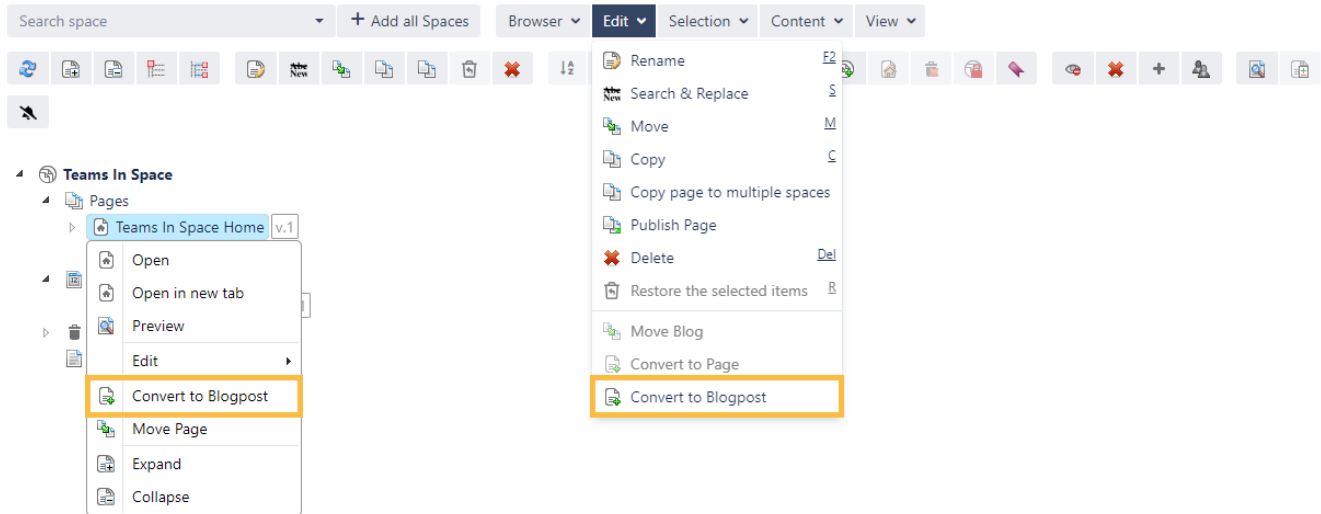 Search space
+ Add all Spaces
Browser
Edit
Selection
Content
View
Rename F2
Search & Replace S
Move M
Copy C
Copy page to multiple spaces
Publish Page
Delete Del
Restore the selected items R
Move Blog
Convert to Page
Convert to Blogpost
Teams In Space
Pages
Teams In Space Home v.1
Open
Open in new tab
Preview
Edit
Convert to Blogpost
Move Page
Expand
Collapse